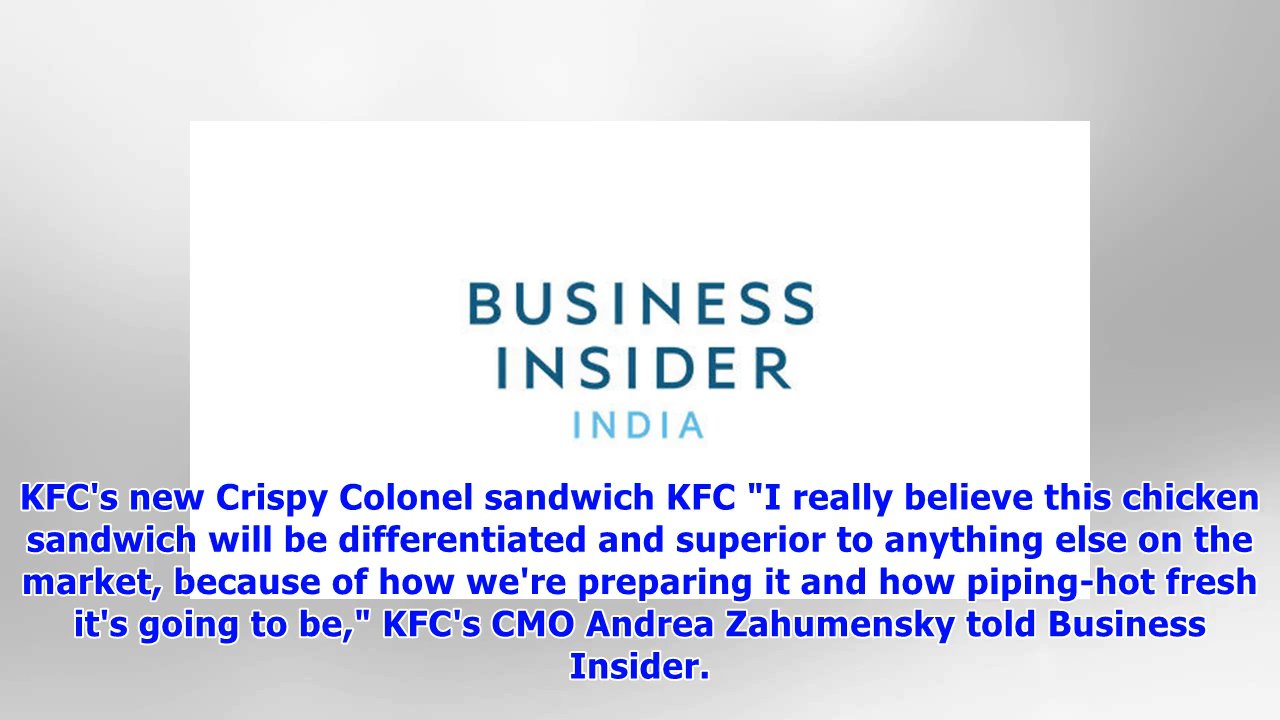 BUSINESS
INSIDER
INDIA
KFC's new Crispy Colonel sandwich KFC "I really believe this chicken
sandwich will be differentiated and superior to anything else on the
market, because of how we're preparing it and how piping-hot fresh
it's going to be," KFC's CMO Andrea Zahumensky told Business
Insider.